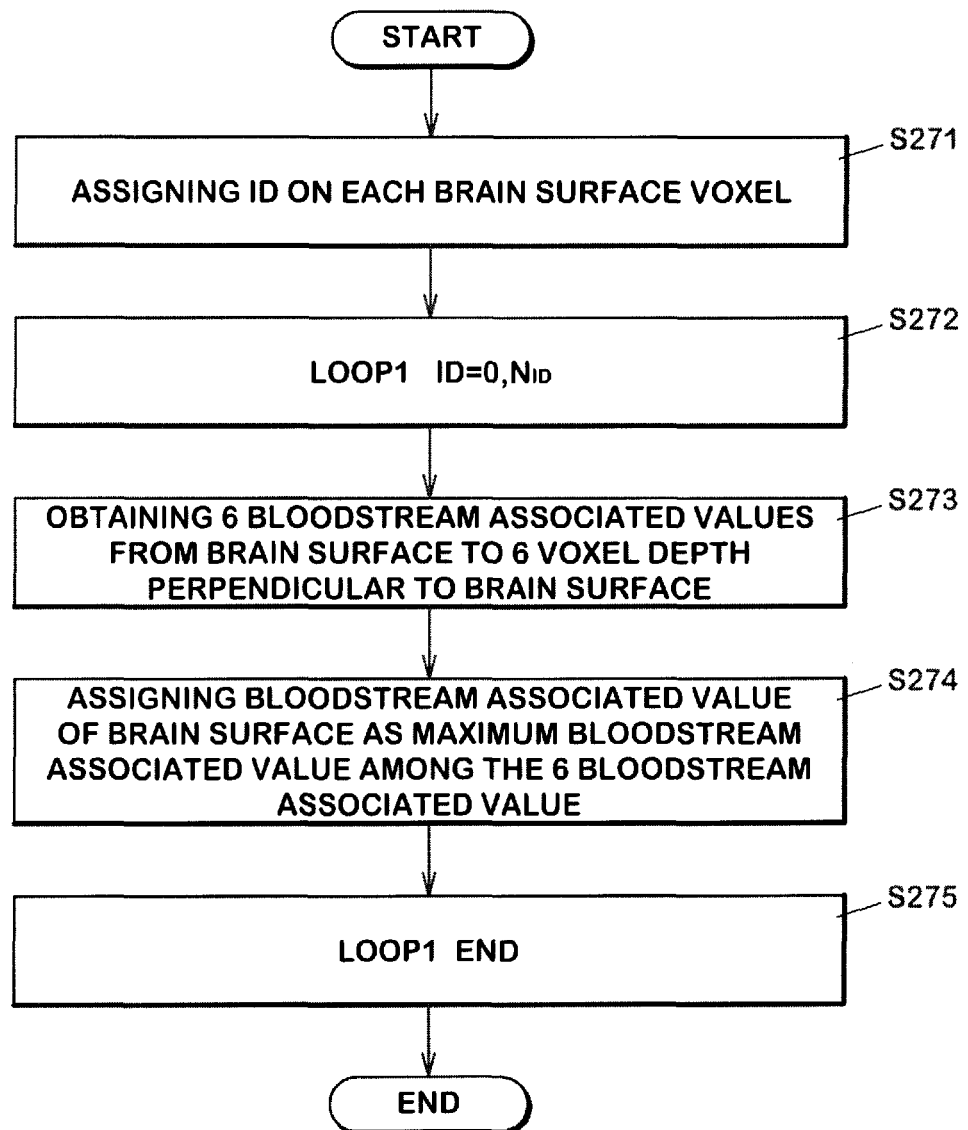 START
S271
ASSIGNING ID ON EACH BRAIN SURFACE VOXEL
S272
LOOP1 ID=0,NID
S273
OBTAINING 6 BLOODSTREAM ASSOCIATED VALUES
FROM BRAIN SURFACE TO 6 VOXEL DEPTH
PERPENDICULAR TO BRAIN SURFACE
S274
ASSIGNING BLOODSTREAM ASSOCIATED VALUE
OF BRAIN SURFACE AS MAXIMUM BLOODSTREAM
ASSOCIATED VALUE AMONG THE 6 BLOODSTREAM
ASSOCIATED VALUE
S275
LOOP1 END
END